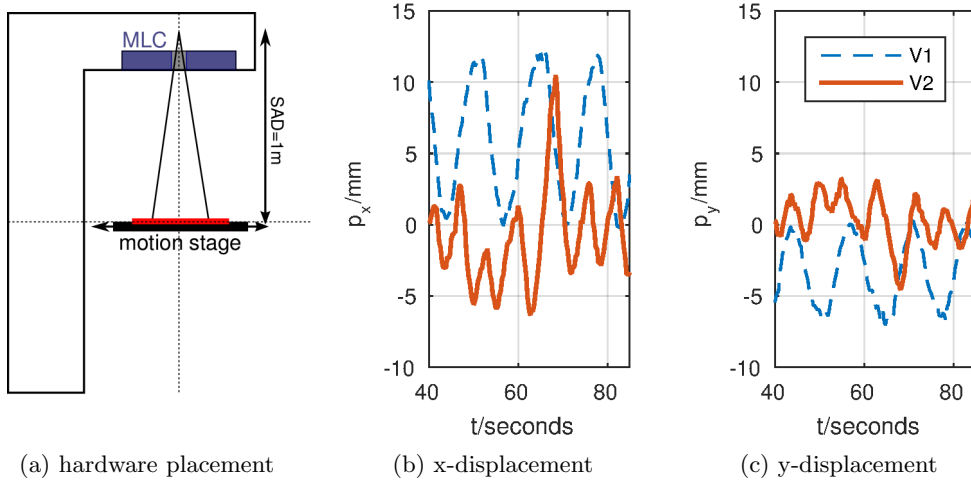 MLC
SAD=1m
motion stage
(a) hardware placement
15
10
5
0
-5
-10
40
60
80
p_x/mm
t/seconds
(b) x-displacement
15
10
5
0
-5
-10
40
60
80
p_y/mm
t/seconds
V1
V2
(c) y-displacement